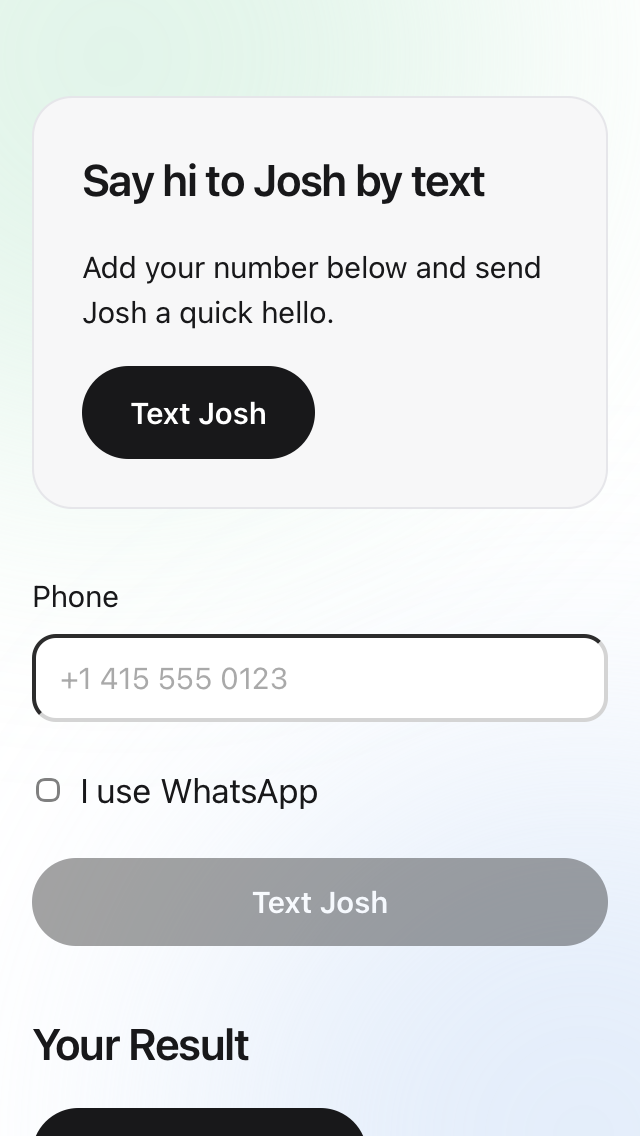 Say hi to Josh by text
Add your number below and send
Josh a quick hello.
Text Josh
Phone
+1 415 555 0123
I use WhatsApp
Text Josh
Your Result